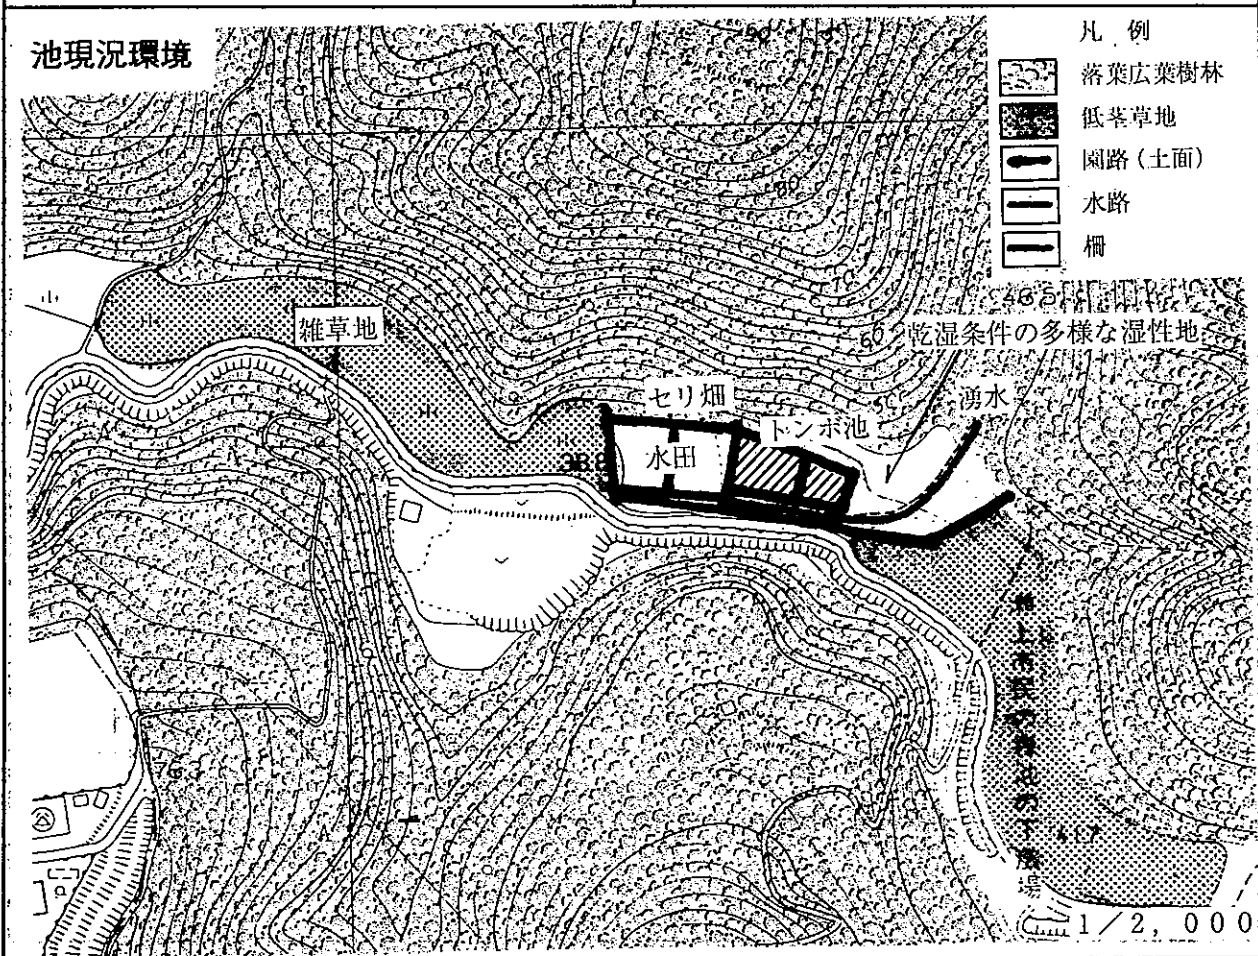 池現況環境
凡 例
落葉広葉樹林
低茎草地
園路(土面)
水路
柵
雑草地
乾湿条件の多様な湿性地
セリ畑
湧水
トンボ池
水田
1/2,000